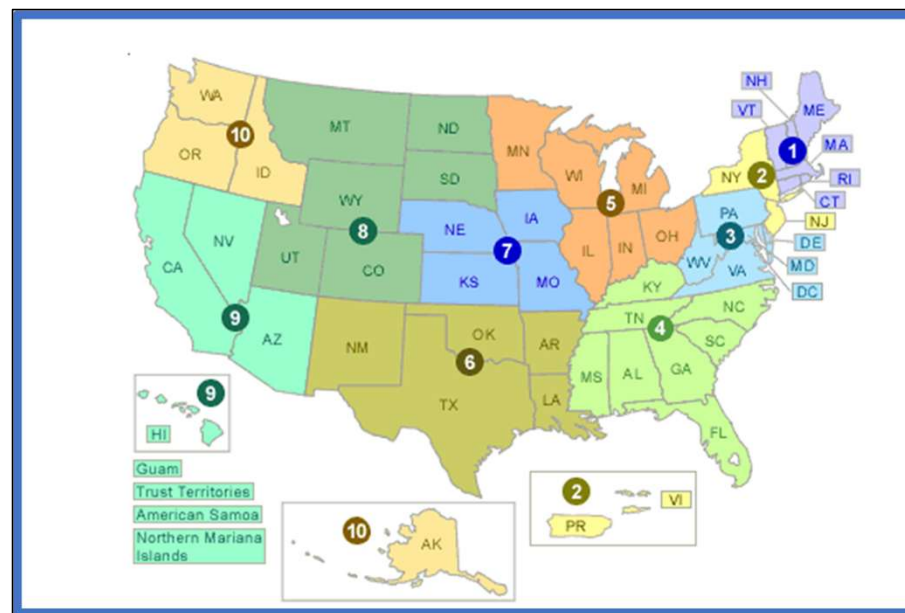 NH
VT
ME
WA
MT
ND
MN
10
1
MA
OR
ID
WI
NY
2
SD
MI
RI
WY
CT
5
PA
NJ
IA
8
NE
3
NV
7
OH
DE
UT
IL
IN
WV
MD
CA
CO
VA
KS
MO
DC
KY
NC
9
TN
4
OK
AZ
AR
SC
NM
6
MS
AL
GA
9
TX
LA
HI
FL
Guam
2
VI
Trust Territories
American Samoa
10
PR
Northern Mariana
Islands
AK